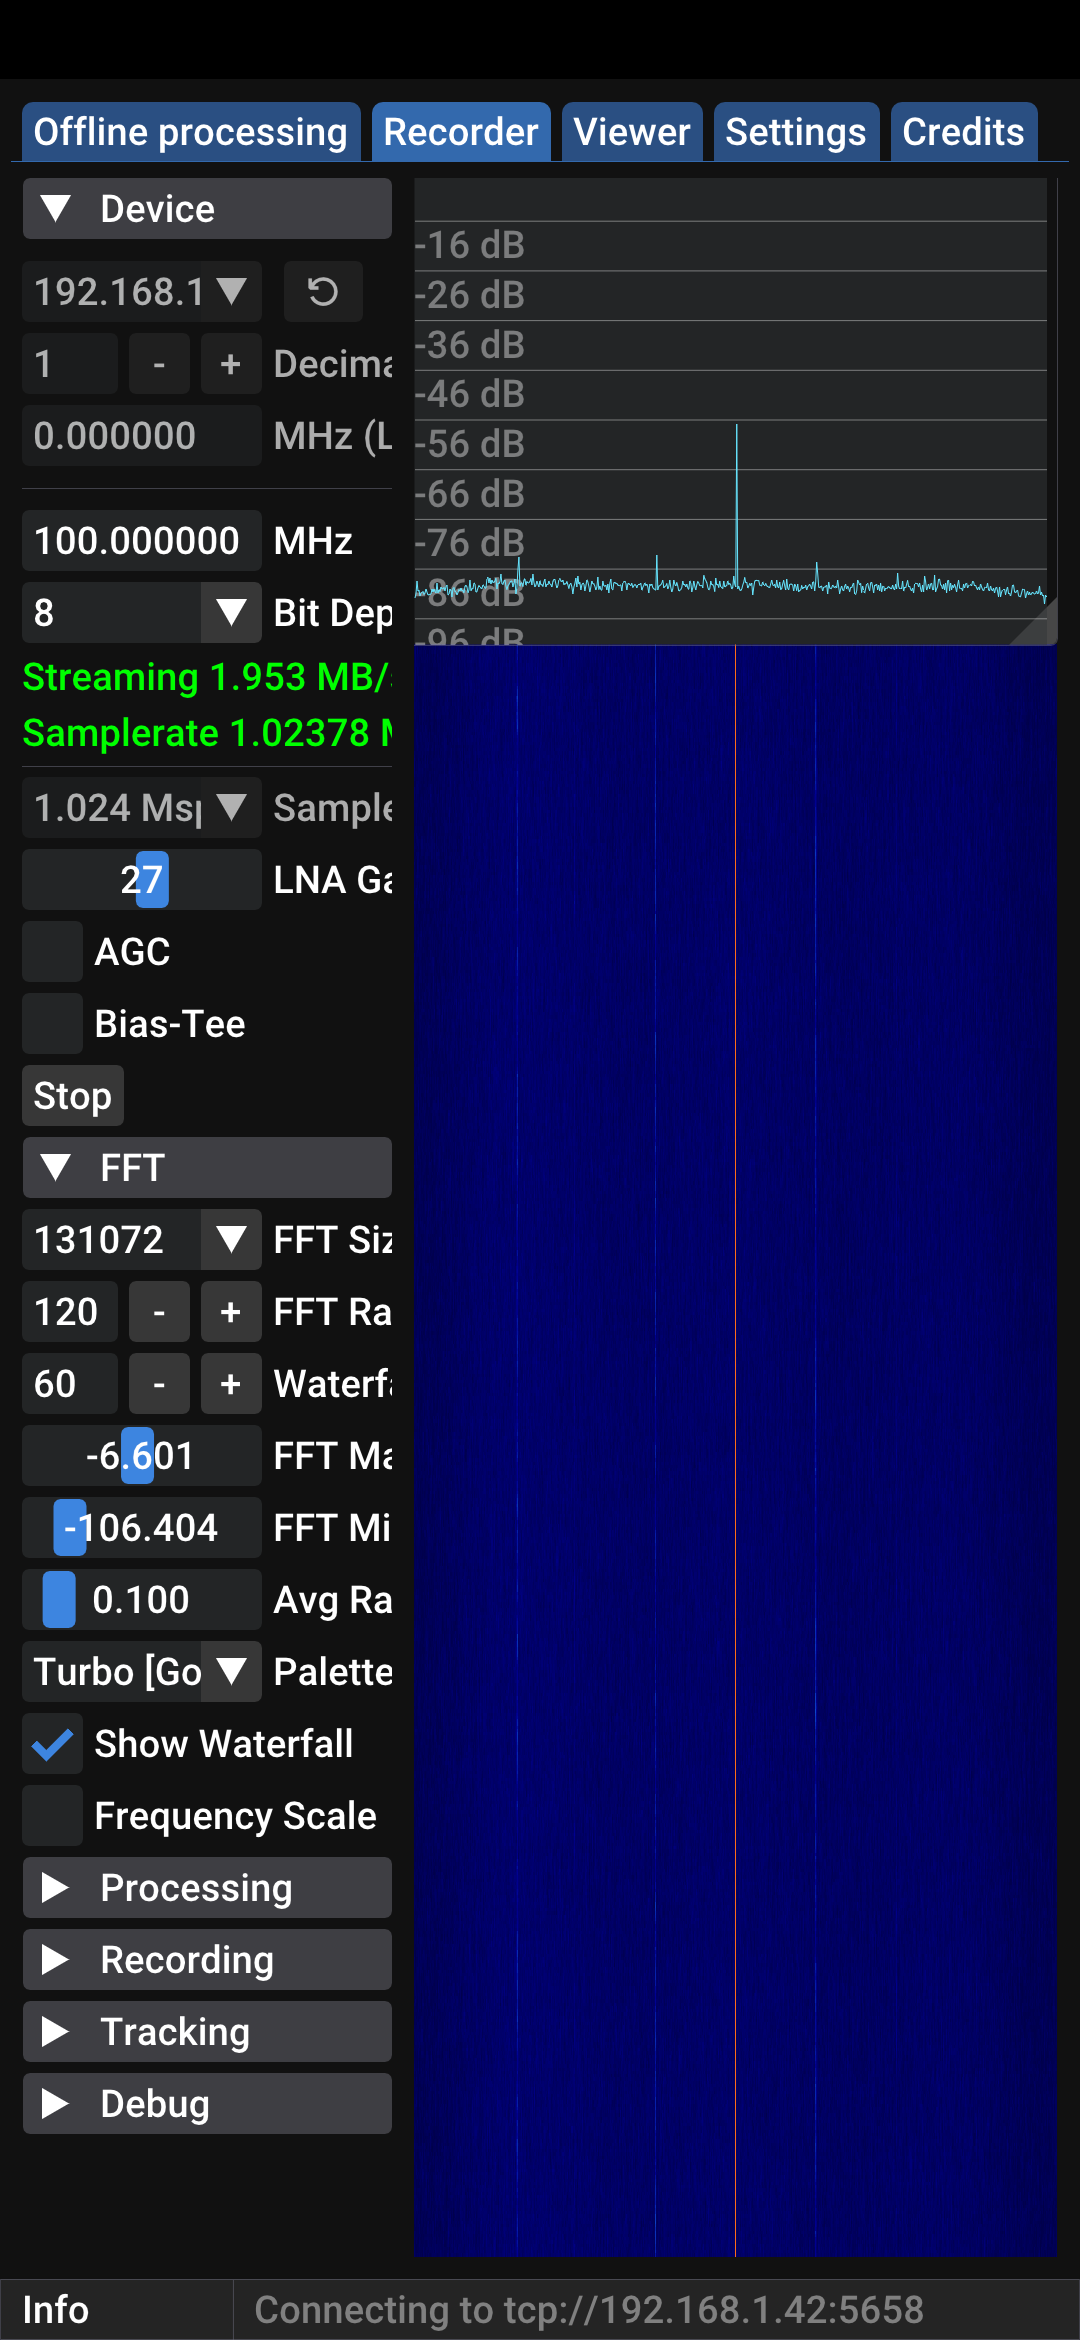 Offline processing Recorder Viewer Settings Credits
Device
192.168.1
1 - + Decima
0.000000 MHz (L
100.000000 MHz
8 Bit Dep
Streaming 1.953 MB/s
Samplerate 1.02378 M
1.024 Msp Sample
27 LNA Ga
AGC
Bias-Tee
Stop
FFT
131072 FFT Siz
120 - + FFT Ra
60 - + Waterfa
-6.601 FFT Ma
-106.404 FFT Mi
0.100 Avg Ra
Turbo [Go Palette
Show Waterfall
Frequency Scale
Processing
Recording
Tracking
Debug
-16 dB
-26 dB
-36 dB
-46 dB
-56 dB
-66 dB
-76 dB
-86 dB
-96 dB
Info Connecting to tcp://192.168.1.42:5658